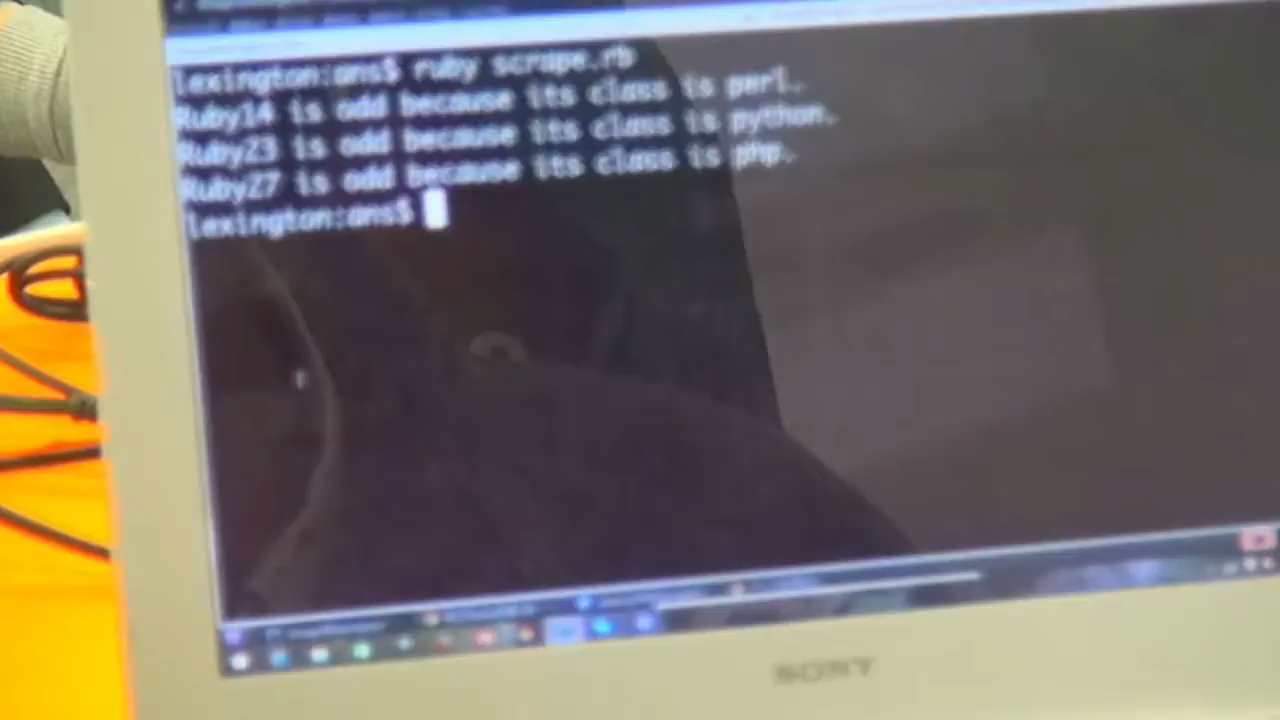 lexington:ans$ ruby scrape.rb
Ruby14 is odd because its class is perl.
Ruby23 is odd because its class is python.
Ruby27 is odd because its class is php.
lexington:ans$
SONY